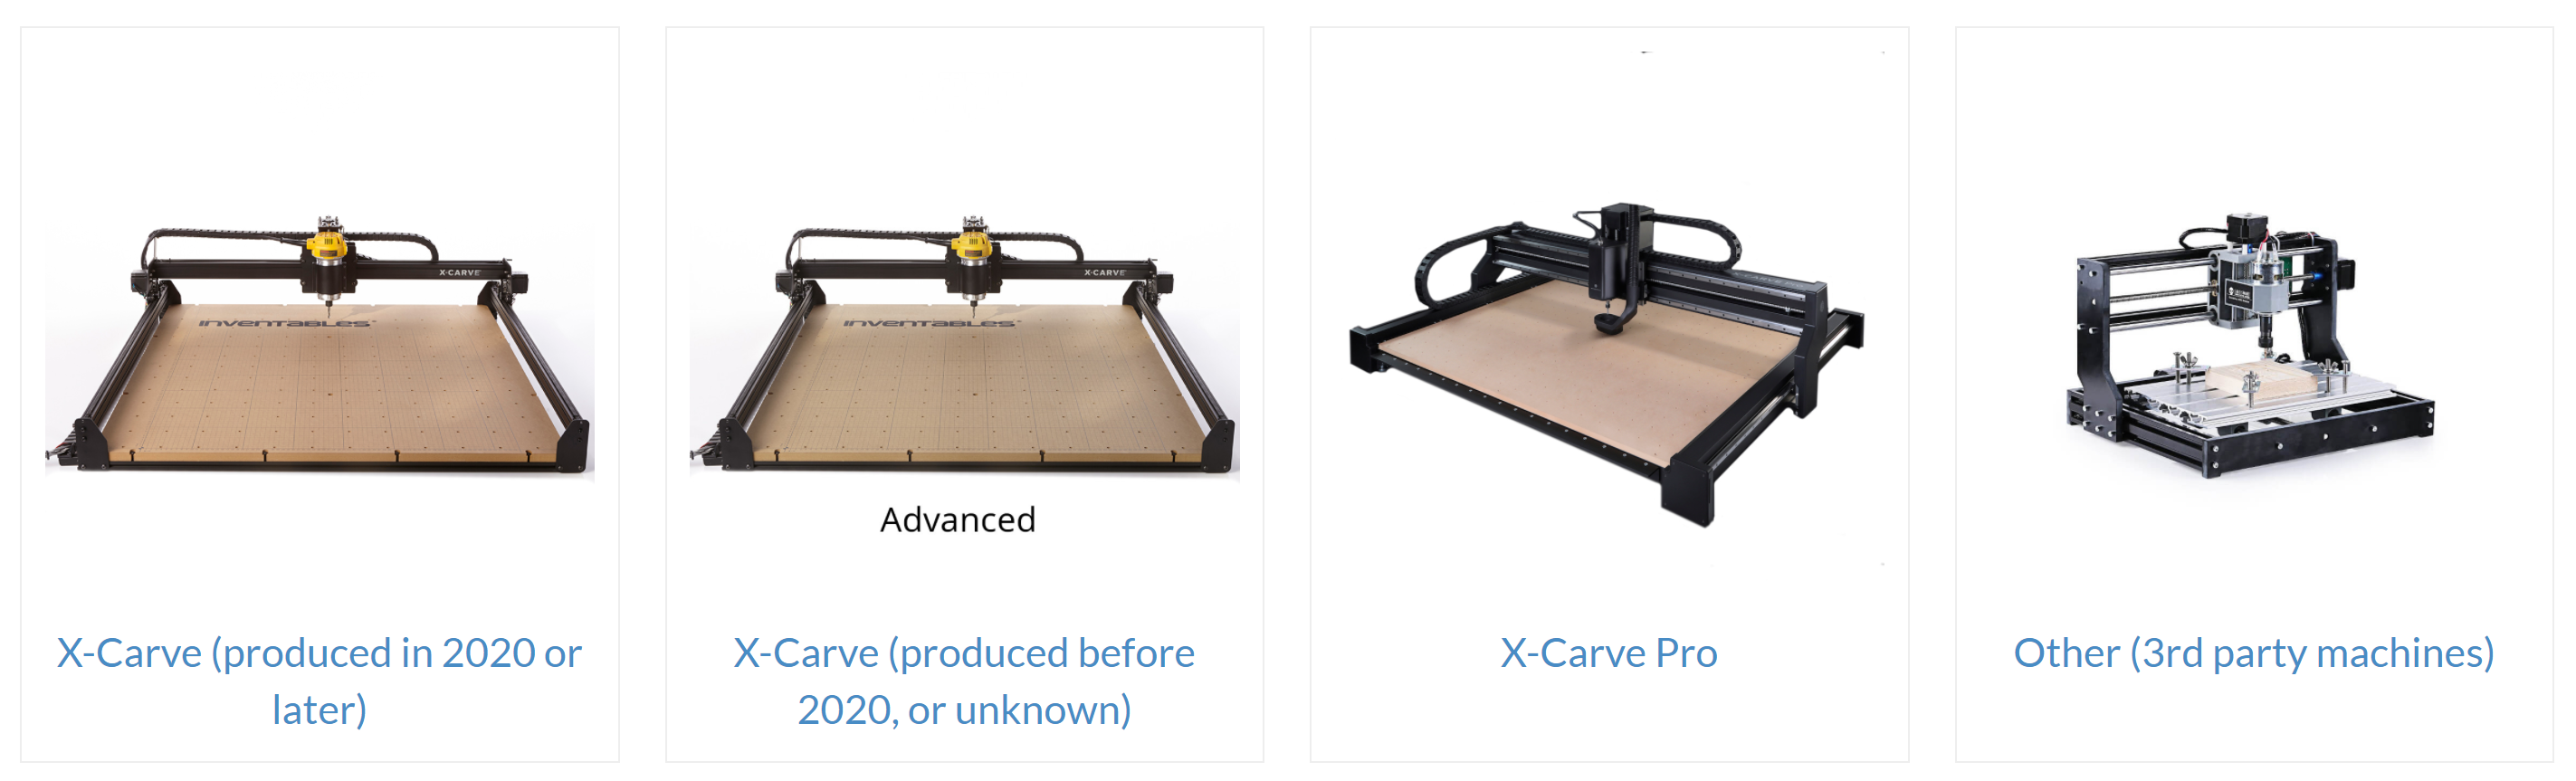 X-CARVE
INVENTABLES
X-CARVE
INVENTABLES
Advanced
X-Carve (produced in 2020 or
later)
X-Carve (produced before
2020, or unknown)
X-Carve Pro
Other (3rd party machines)